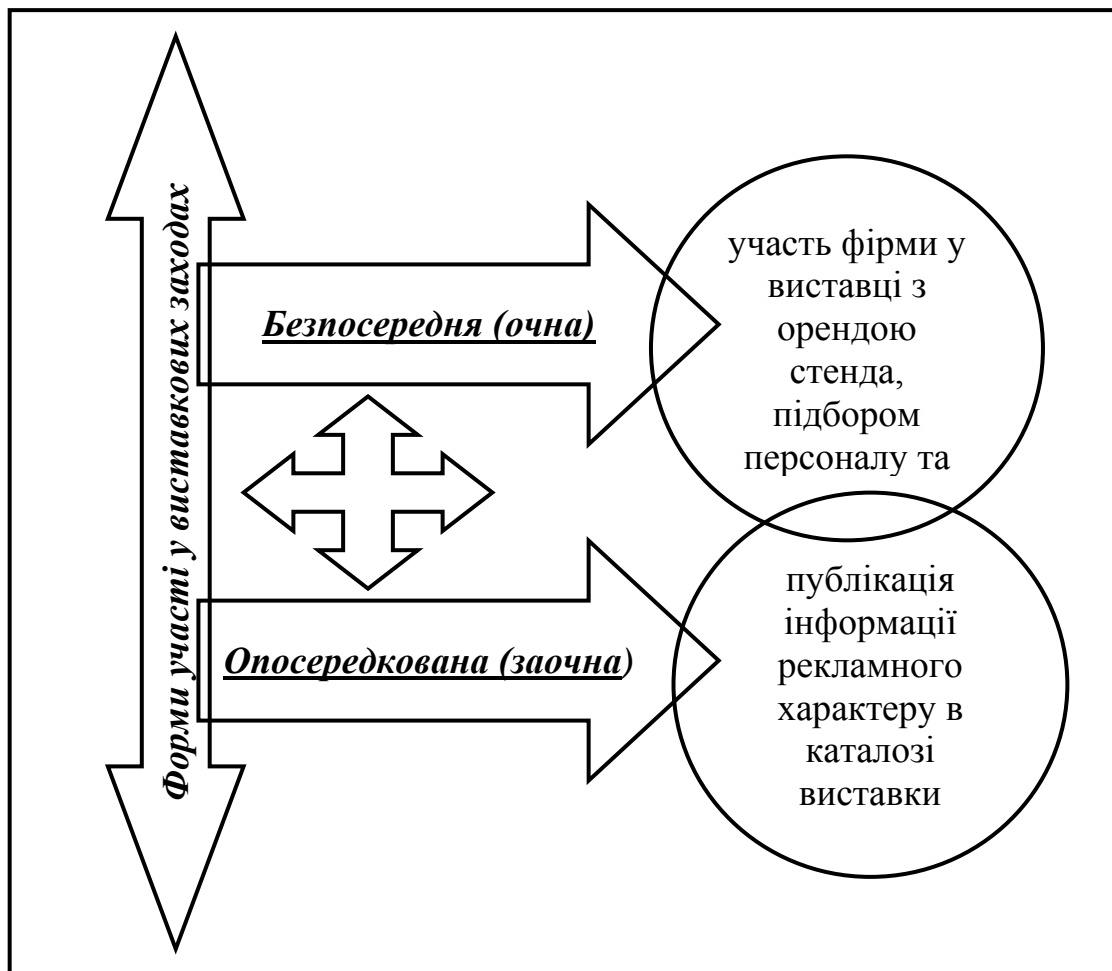 Форми участі у виставкових заходах
Безпосередня (очна)
участь фірми у
виставці з
орендою
стенда,
підбором
персоналу та
Опосередкована (заочна)
публікація
інформації
рекламного
характеру в
каталозі
виставки